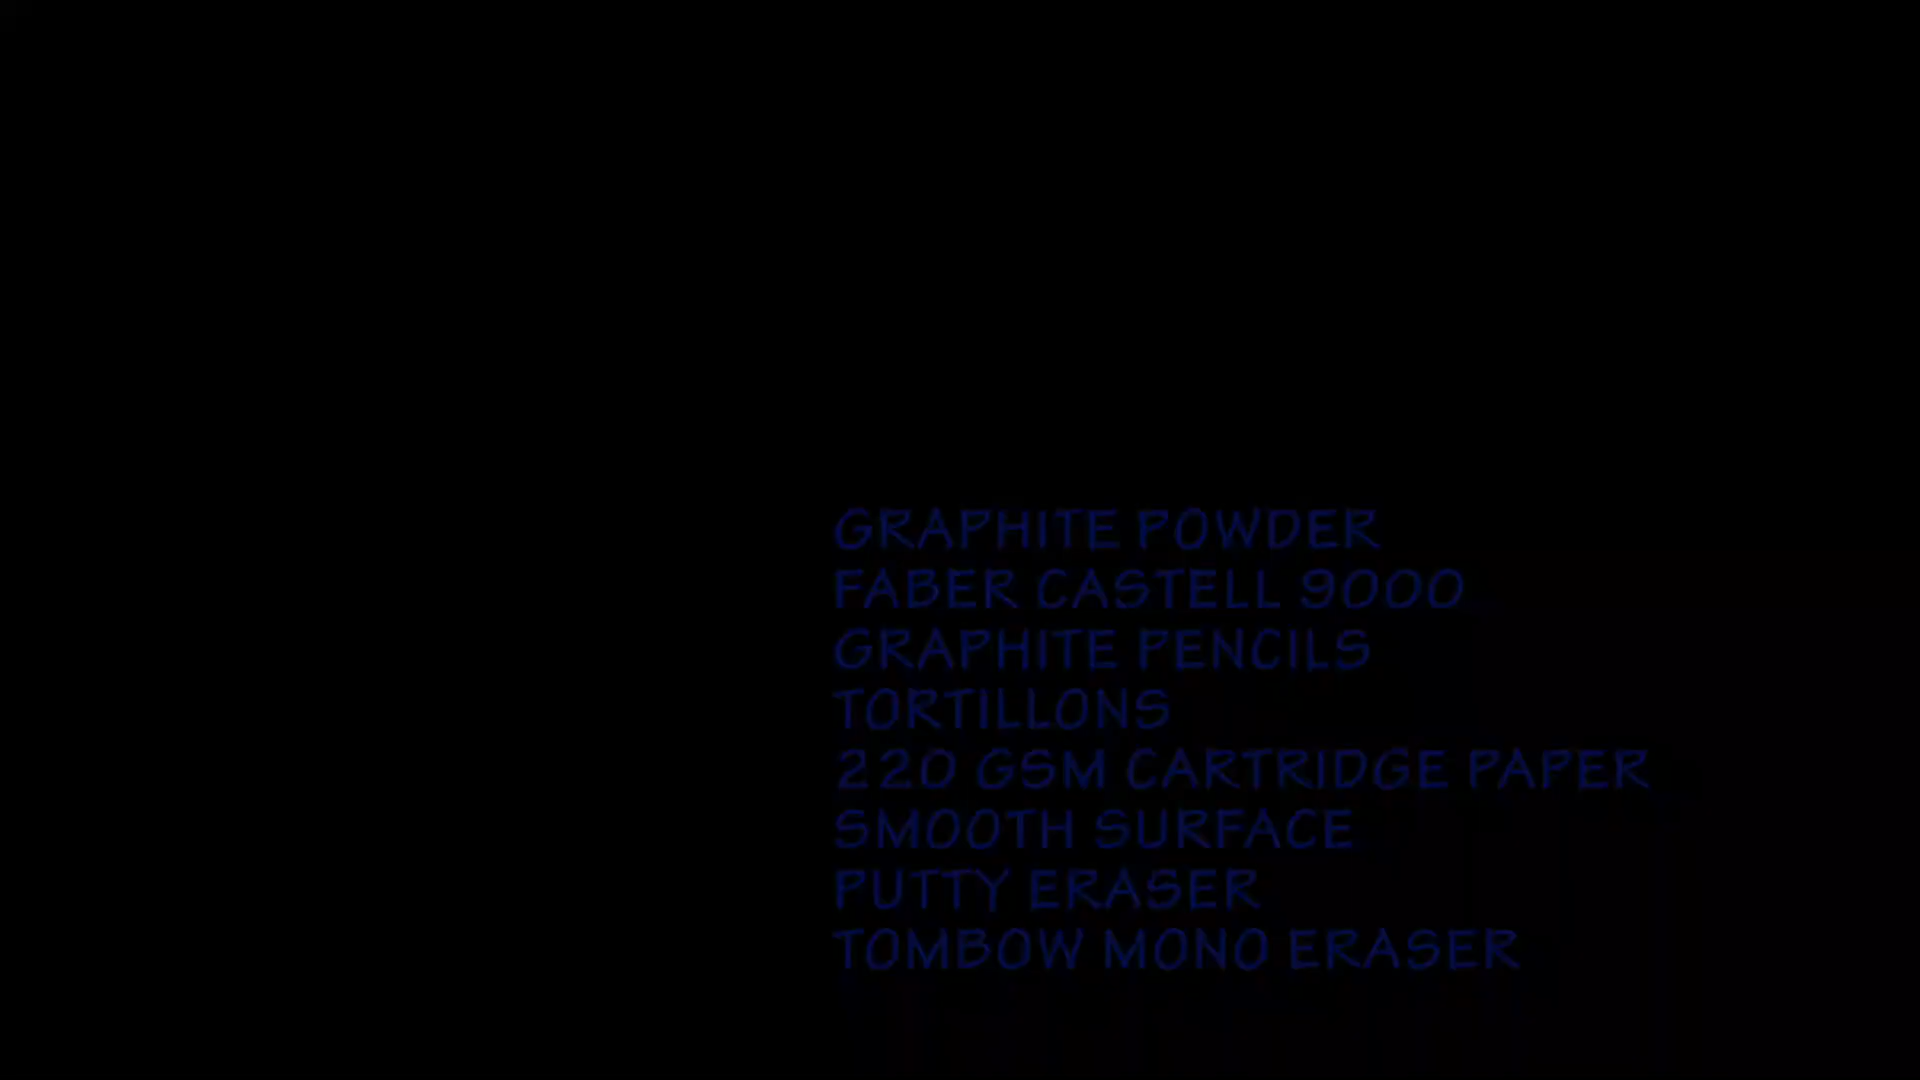 GRAPHITE POWDER
FABER CASTELL 9000
GRAPHITE PENCILS
TORTILLONS
220 GSM CARTRIDGE PAPER
SMOOTH SURFACE
PUTTY ERASER
TOMBOW MONO ERASER